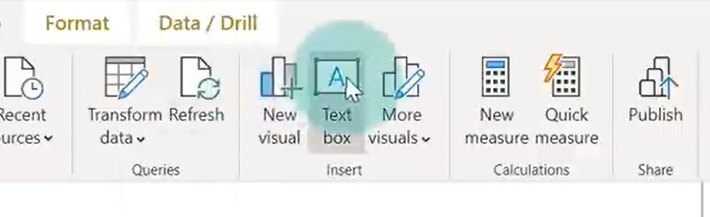 Format Data / Drill
Recent Transform Refresh New Text More New Quick Publish
data visual box visuals measure measure
Queries Insert Calculations Share